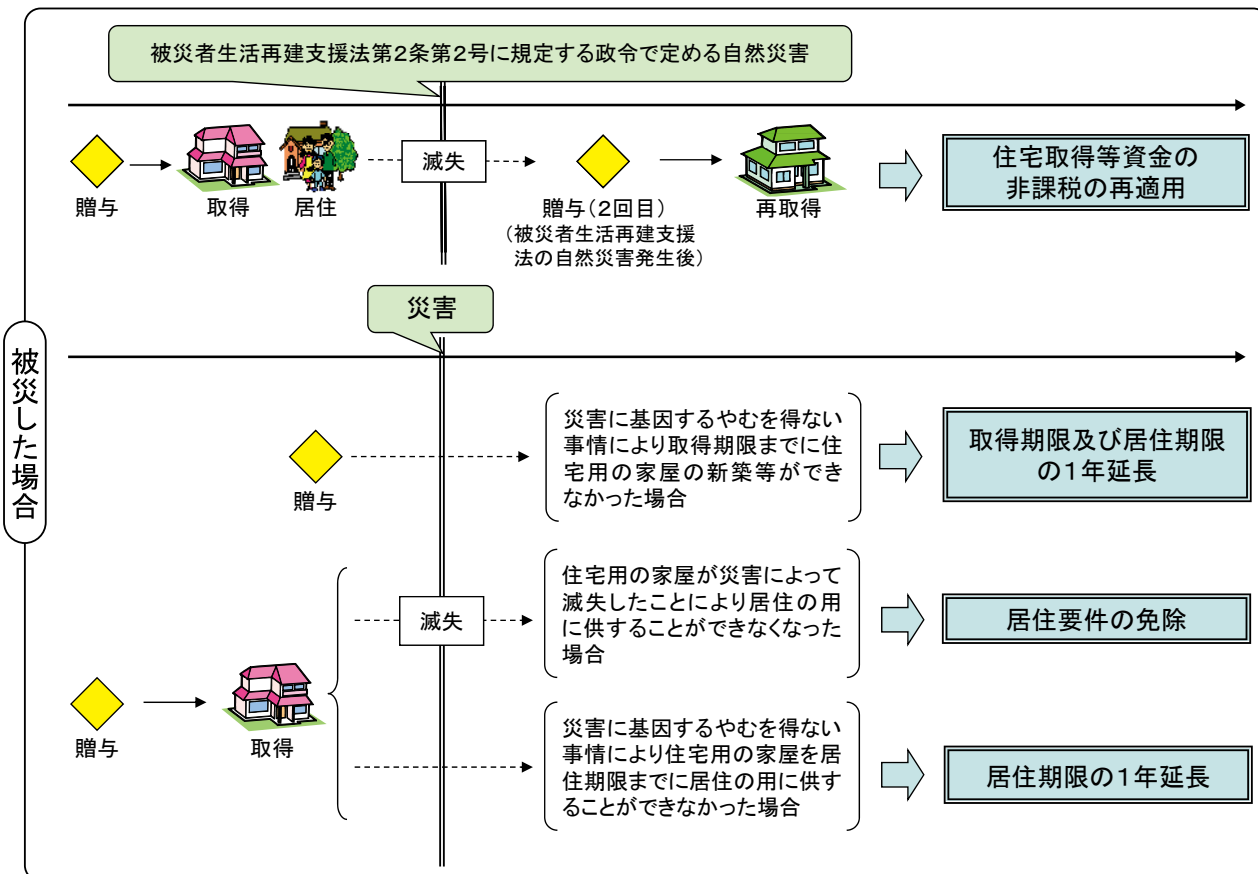 被災者生活再建支援法第2条第2号に規定する政令で定める自然災害
贈与
取得
居住
滅失
贈与(2回目)
(被災者生活再建支援
法の自然災害発生後)
再取得
住宅取得等資金の
非課税の再適用
被災した場合
災害
贈与
災害に基因するやむを得ない
事情により取得期限までに住
宅用の家屋の新築等ができ
なかった場合
取得期限及び居住期限
の1年延長
贈与
取得
滅失
住宅用の家屋が災害によって
滅失したことにより居住の用
に供することができなくなった
場合
居住要件の免除
災害に基因するやむを得ない
事情により住宅用の家屋を居
住期限までに居住の用に供す
ることができなかった場合
居住期限の1年延長